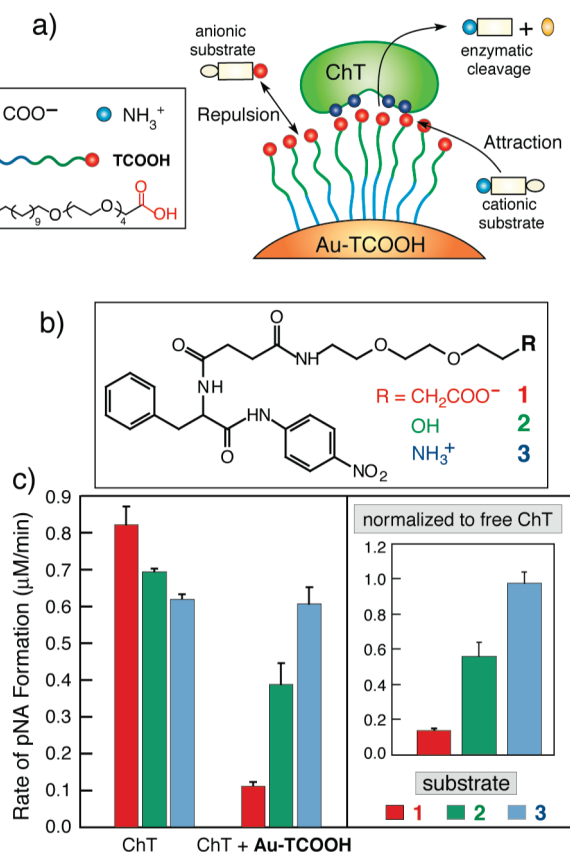 a)
anionic
substrate
ChT
+
enzymatic
cleavage
COO⁻ NH₃⁺
Repulsion
Attraction
TCOOH
cationic
substrate
O
9 O O 4 OH
Au-TCOOH
b)
O O
NH O O R
NH
HN
O
NO₂
R = CH₂COO⁻ 1
OH 2
NH₃⁺ 3
c)
Rate of pNA Formation (μM/min)
0.9
0.8
0.7
0.6
0.5
0.4
0.3
0.2
0.1
0.0
ChT ChT + Au-TCOOH
normalized to free ChT
1.2
1.0
0.8
0.6
0.4
0.2
0.0
substrate
1 2 3